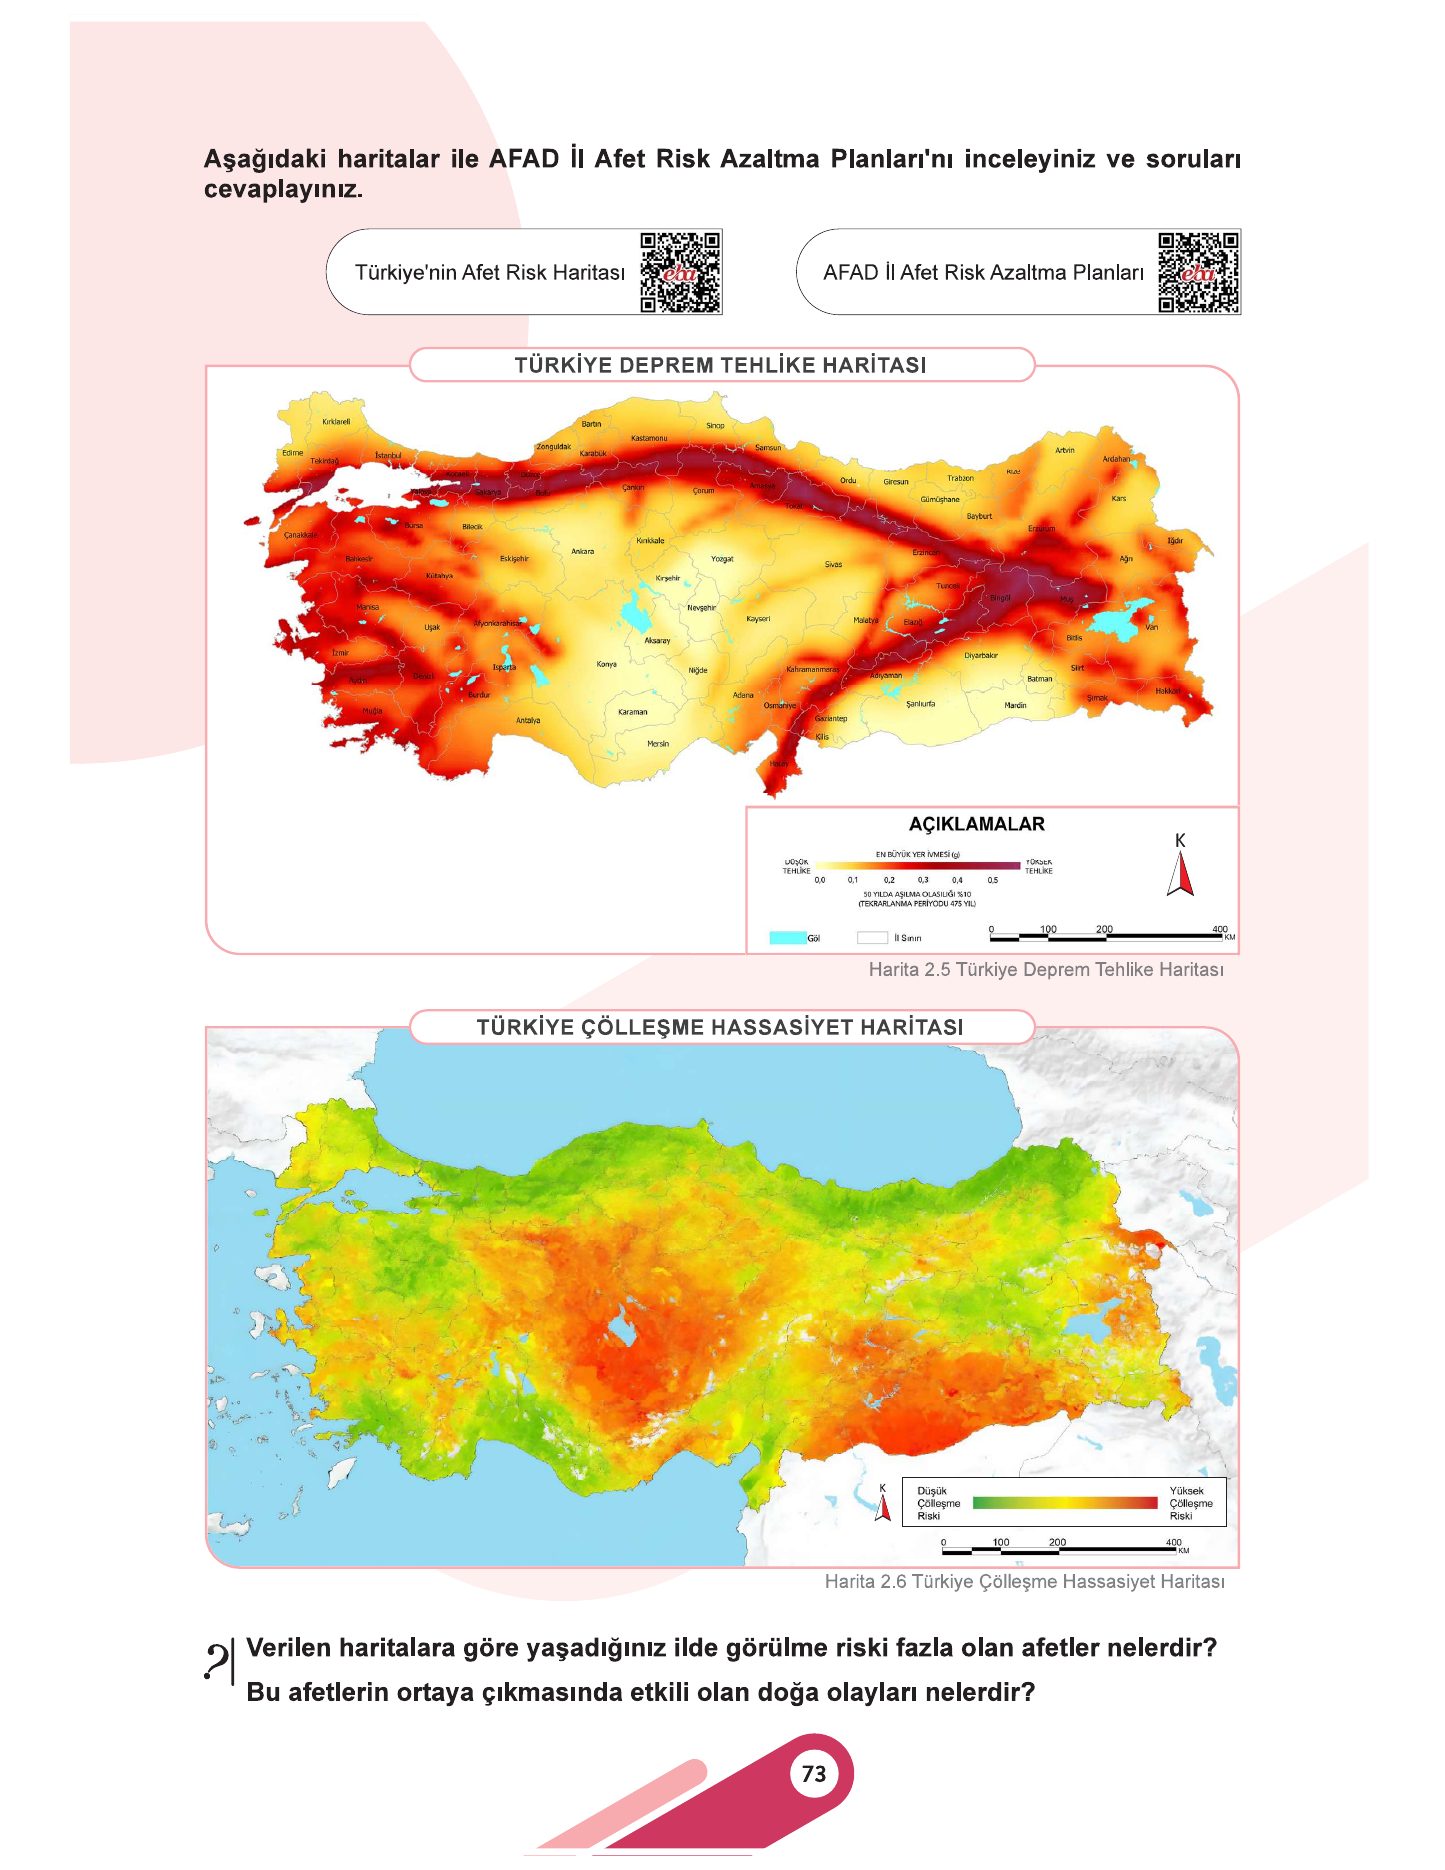 Aşağıdaki haritalar ile AFAD İl Afet Risk Azaltma Planları'nı inceleyiniz ve soruları
cevaplayınız.
Türkiye'nin Afet Risk Haritası
eba
AFAD İl Afet Risk Azaltma Planları
eba
TÜRKİYE DEPREM TEHLİKE HARİTASI
Kırklareli
Edirne
Tekirdağ
İstanbul
Zonguldak
Bartın
Karabük
Kastamonu
Sinop
Samsun
Ordu
Giresun
Trabzon
Rize
Artvin
Ardahan
Kars
Gümüşhane
Bayburt
Kocaeli
Sakarya
Düzce
Bolu
Çankırı
Çorum
Amasya
Tokat
Erzincan
Erzurum
Iğdır
Ağrı
Çanakkale
Bursa
Bilecik
Eskişehir
Ankara
Kırıkkale
Yozgat
Sivas
Balıkesir
Kütahya
Kırşehir
Nevşehir
Kayseri
Tunceli
Bingöl
Muş
Manisa
Uşak
Afyonkarahisar
Aksaray
Malatya
Elazığ
Bitlis
Van
İzmir
Aydın
Denizli
Isparta
Burdur
Konya
Niğde
Kahramanmaraş
Adıyaman
Diyarbakır
Batman
Siirt
Şırnak
Hakkari
Muğla
Antalya
Karaman
Mersin
Adana
Osmaniye
Gaziantep
Kilis
Şanlıurfa
Mardin
Hatay
AÇIKLAMALAR
EN BÜYÜK YER İVMESİ (g)
DÜŞÜK
TEHLİKE
YÜKSEK
TEHLİKE
0,0 0,1 0,2 0,3 0,4 0,5
50 YILDA AŞILMA OLASILIĞI %10
(TEKRARLANMA PERİYODU 475 YIL)
K
Göl
İl Sınırı
0 100 200 400
KM
Harita 2.5 Türkiye Deprem Tehlike Haritası
TÜRKİYE ÇÖLLEŞME HASSASİYET HARİTASI
K
Düşük
Çölleşme
Riski
Yüksek
Çölleşme
Riski
0 100 200 400
KM
Harita 2.6 Türkiye Çölleşme Hassasiyet Haritası
?
Verilen haritalara göre yaşadığınız ilde görülme riski fazla olan afetler nelerdir?
Bu afetlerin ortaya çıkmasında etkili olan doğa olayları nelerdir?
73